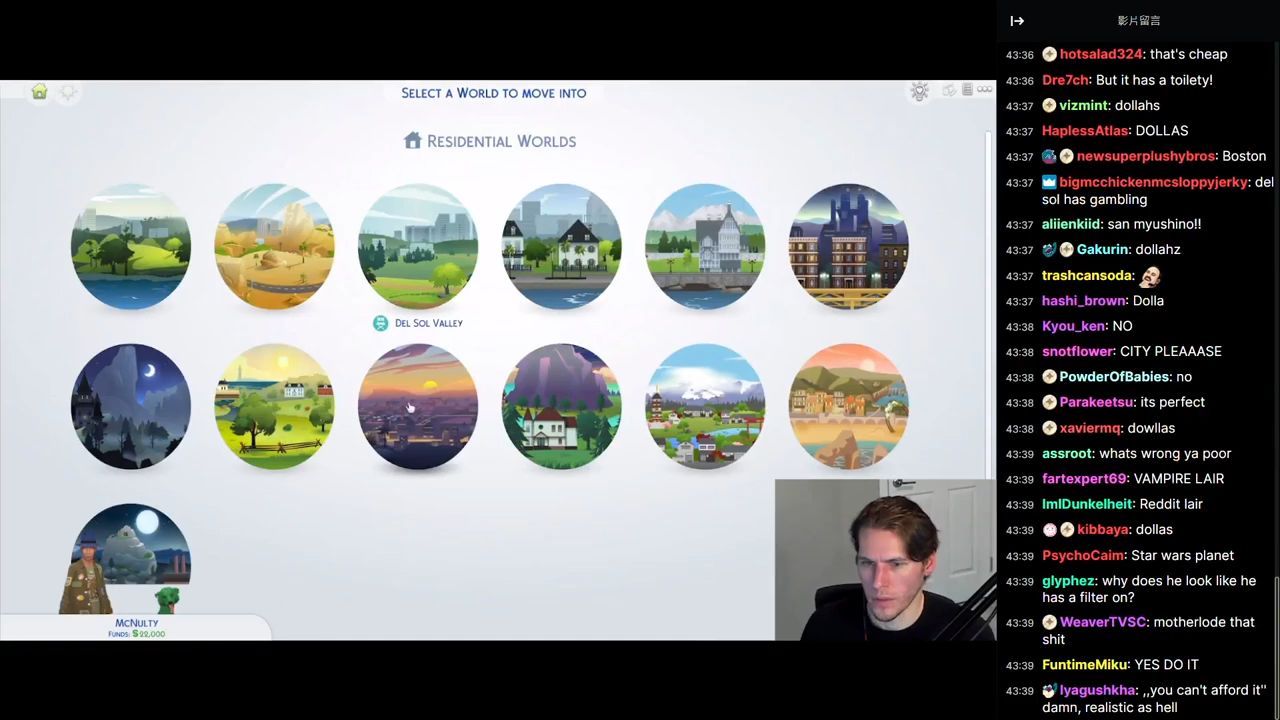 SELECT A WORLD TO MOVE INTO
RESIDENTIAL WORLDS
DEL SOL VALLEY
MCNULTY
FUNDS: $22,000
影片留言
43:36 hotsalad324: that's cheap
43:36 Dre7ch: But it has a toilety!
43:37 vizmint: dollahs
43:37 HaplessAtlas: DOLLAS
43:37 newsuperplushybros: Boston
43:37 bigmcchickenmcsloppyjerky: del
sol has gambling
43:37 aliienkiid: san myushino!!
43:37 Gakurin: dollahz
43:37 trashcansoda:
43:37 hashi_brown: Dolla
43:38 Kyou_ken: NO
43:38 snotflower: CITY PLEAAASE
43:38 PowderOfBabies: no
43:38 Parakeetsu: its perfect
43:38 xaviermq: dowllas
43:39 assroot: whats wrong ya poor
43:39 fartexpert69: VAMPIRE LAIR
43:39 ImlDunkelheit: Reddit lair
43:39 kibbaya: dollas
43:39 PsychoCaim: Star wars planet
43:39 glyphez: why does he look like he
has a filter on?
43:39 WeaverTVSC: motherlode that
shit
43:39 FuntimeMiku: YES DO IT
43:39 lyagushkha: ,,you can't afford it"
damn, realistic as hell